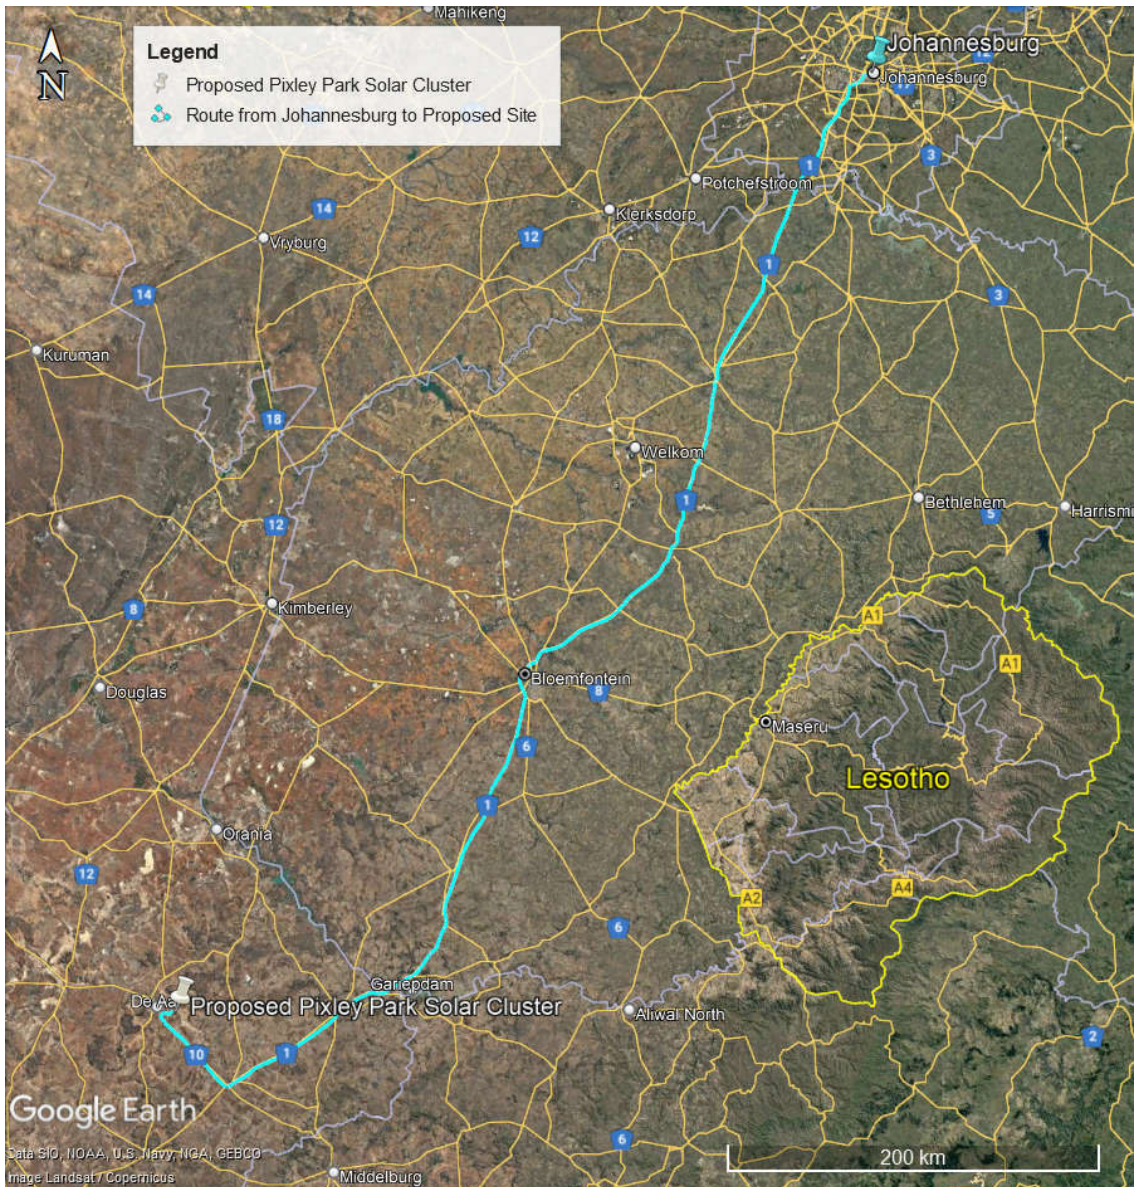 Mahikeng
Legend
Proposed Pixley Park Solar Cluster
Route from Johannesburg to Proposed Site
N
Johannesburg
Johannesburg
12
17
3
1
Potchefstroom
Klerksdorp
14
12
Vryburg
1
14
3
Kuruman
18
Welkom
1
Bethlehem
Harrismi
5
12
Kimberley
8
A1
A1
Bloemfontein
8
Douglas
Maseru
6
Lesotho
1
Orania
12
A4
A2
6
Gariepdam
De Aa
Proposed Pixley Park Solar Cluster
Aliwal North
2
10
1
Google Earth
6
Data SIO, NOAA, U.S. Navy, NGA, GEBCO
Image Landsat / Copernicus
Middelburg
200 km